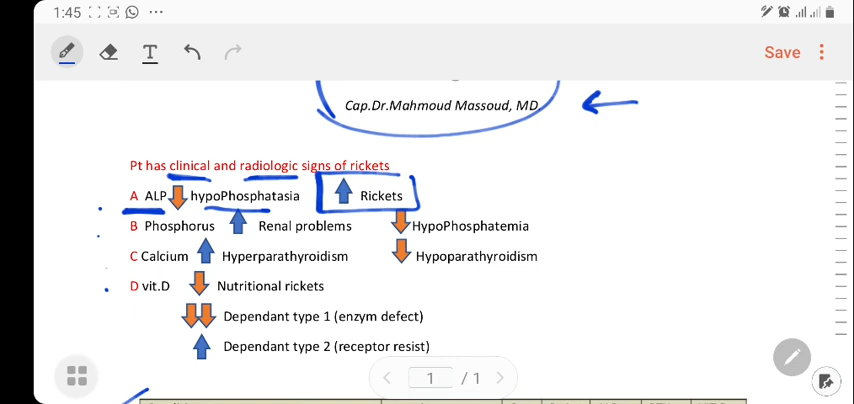 1:45
T
Save
Cap.Dr.Mahmoud Massoud, MD
Pt has clinical and radiologic signs of rickets
A ALP hypoPhosphatasia Rickets
B Phosphorus Renal problems HypoPhosphatemia
C Calcium Hyperparathyroidism Hypoparathyroidism
D vit.D Nutritional rickets
Dependant type 1 (enzym defect)
Dependant type 2 (receptor resist)
1 / 1